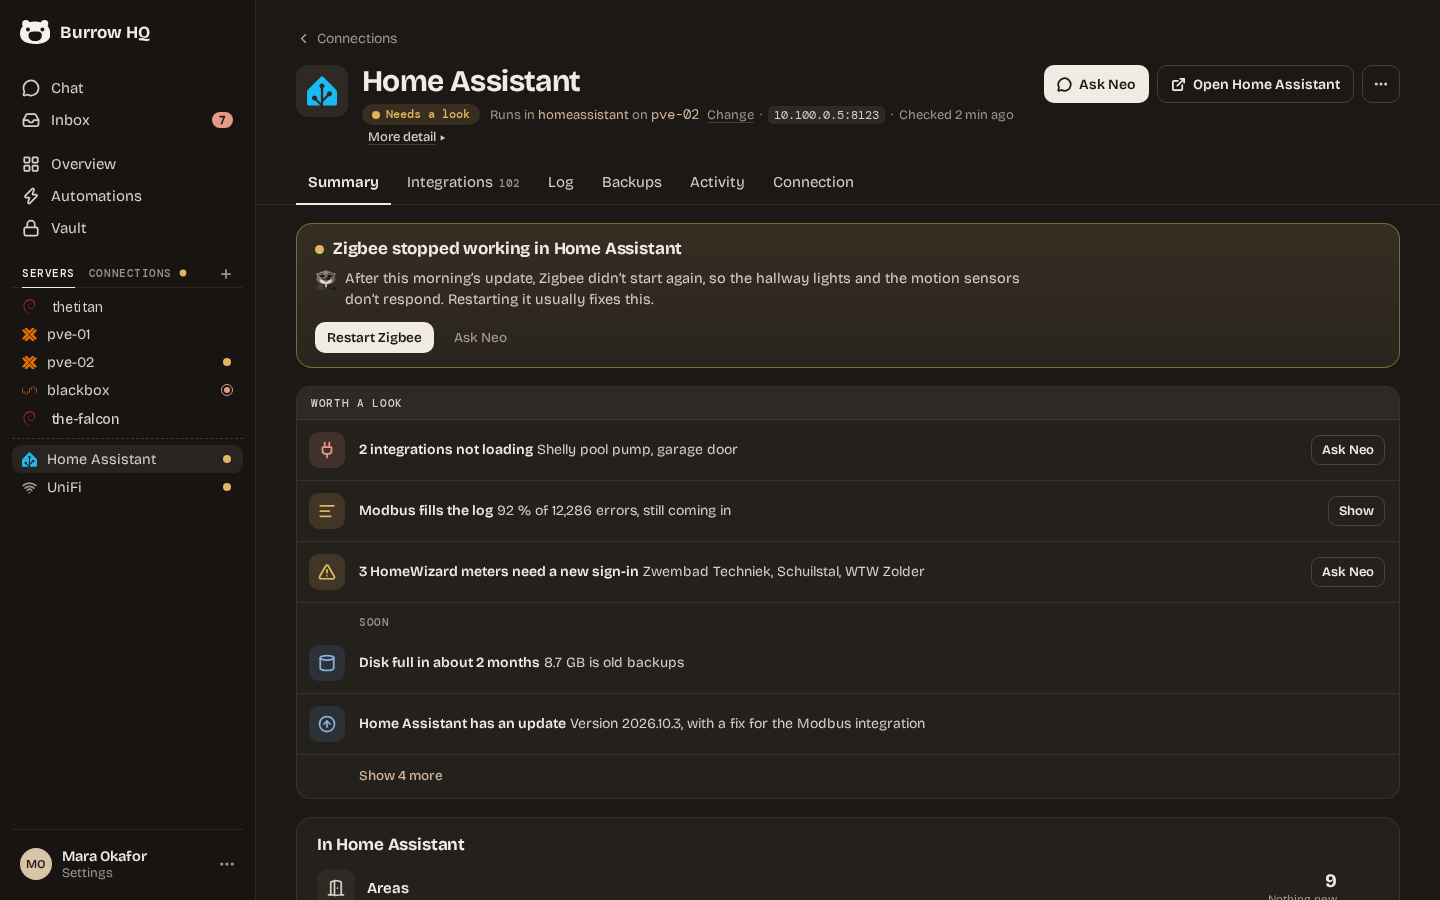 Burrow HQ
Chat
Inbox
7
Overview
Automations
Vault
SERVERS
CONNECTIONS
thetitan
pve-01
pve-02
blackbox
the-falcon
Home Assistant
UniFi
MO
Mara Okafor
Settings
Connections
Home Assistant
Needs a look
Runs in homeassistant on pve-02 Change · 10.100.0.5:8123 · Checked 2 min ago
More detail ▸
Ask Neo
Open Home Assistant
Summary
Integrations 102
Log
Backups
Activity
Connection
Zigbee stopped working in Home Assistant
After this morning's update, Zigbee didn't start again, so the hallway lights and the motion sensors
don't respond. Restarting it usually fixes this.
Restart Zigbee
Ask Neo
WORTH A LOOK
2 integrations not loading Shelly pool pump, garage door
Ask Neo
Modbus fills the log 92 % of 12,286 errors, still coming in
Show
3 HomeWizard meters need a new sign-in Zwembad Techniek, Schuilstal, WTW Zolder
Ask Neo
SOON
Disk full in about 2 months 8.7 GB is old backups
Home Assistant has an update Version 2026.10.3, with a fix for the Modbus integration
Show 4 more
In Home Assistant
Areas
9
Nothing new